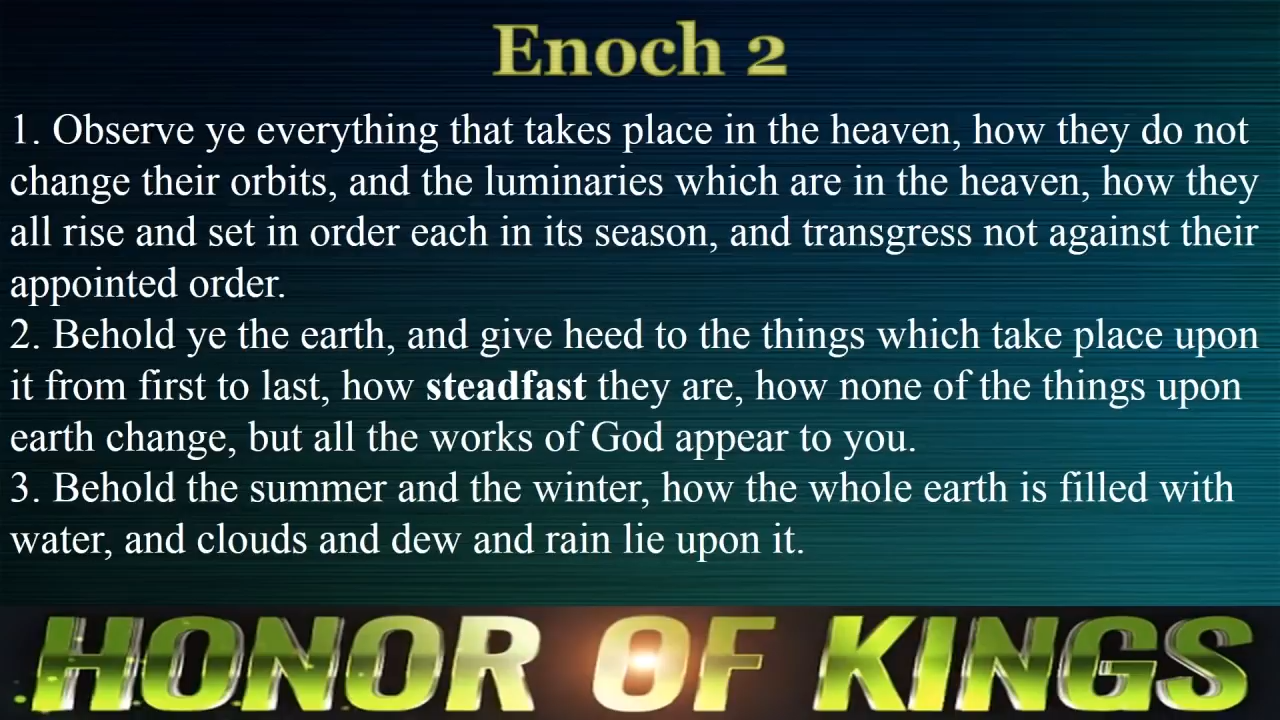 Enoch 2
1. Observe ye everything that takes place in the heaven, how they do not
change their orbits, and the luminaries which are in the heaven, how they
all rise and set in order each in its season, and transgress not against their
appointed order.
2. Behold ye the earth, and give heed to the things which take place upon
it from first to last, how steadfast they are, how none of the things upon
earth change, but all the works of God appear to you.
3. Behold the summer and the winter, how the whole earth is filled with
water, and clouds and dew and rain lie upon it.
HONOR OF KINGS